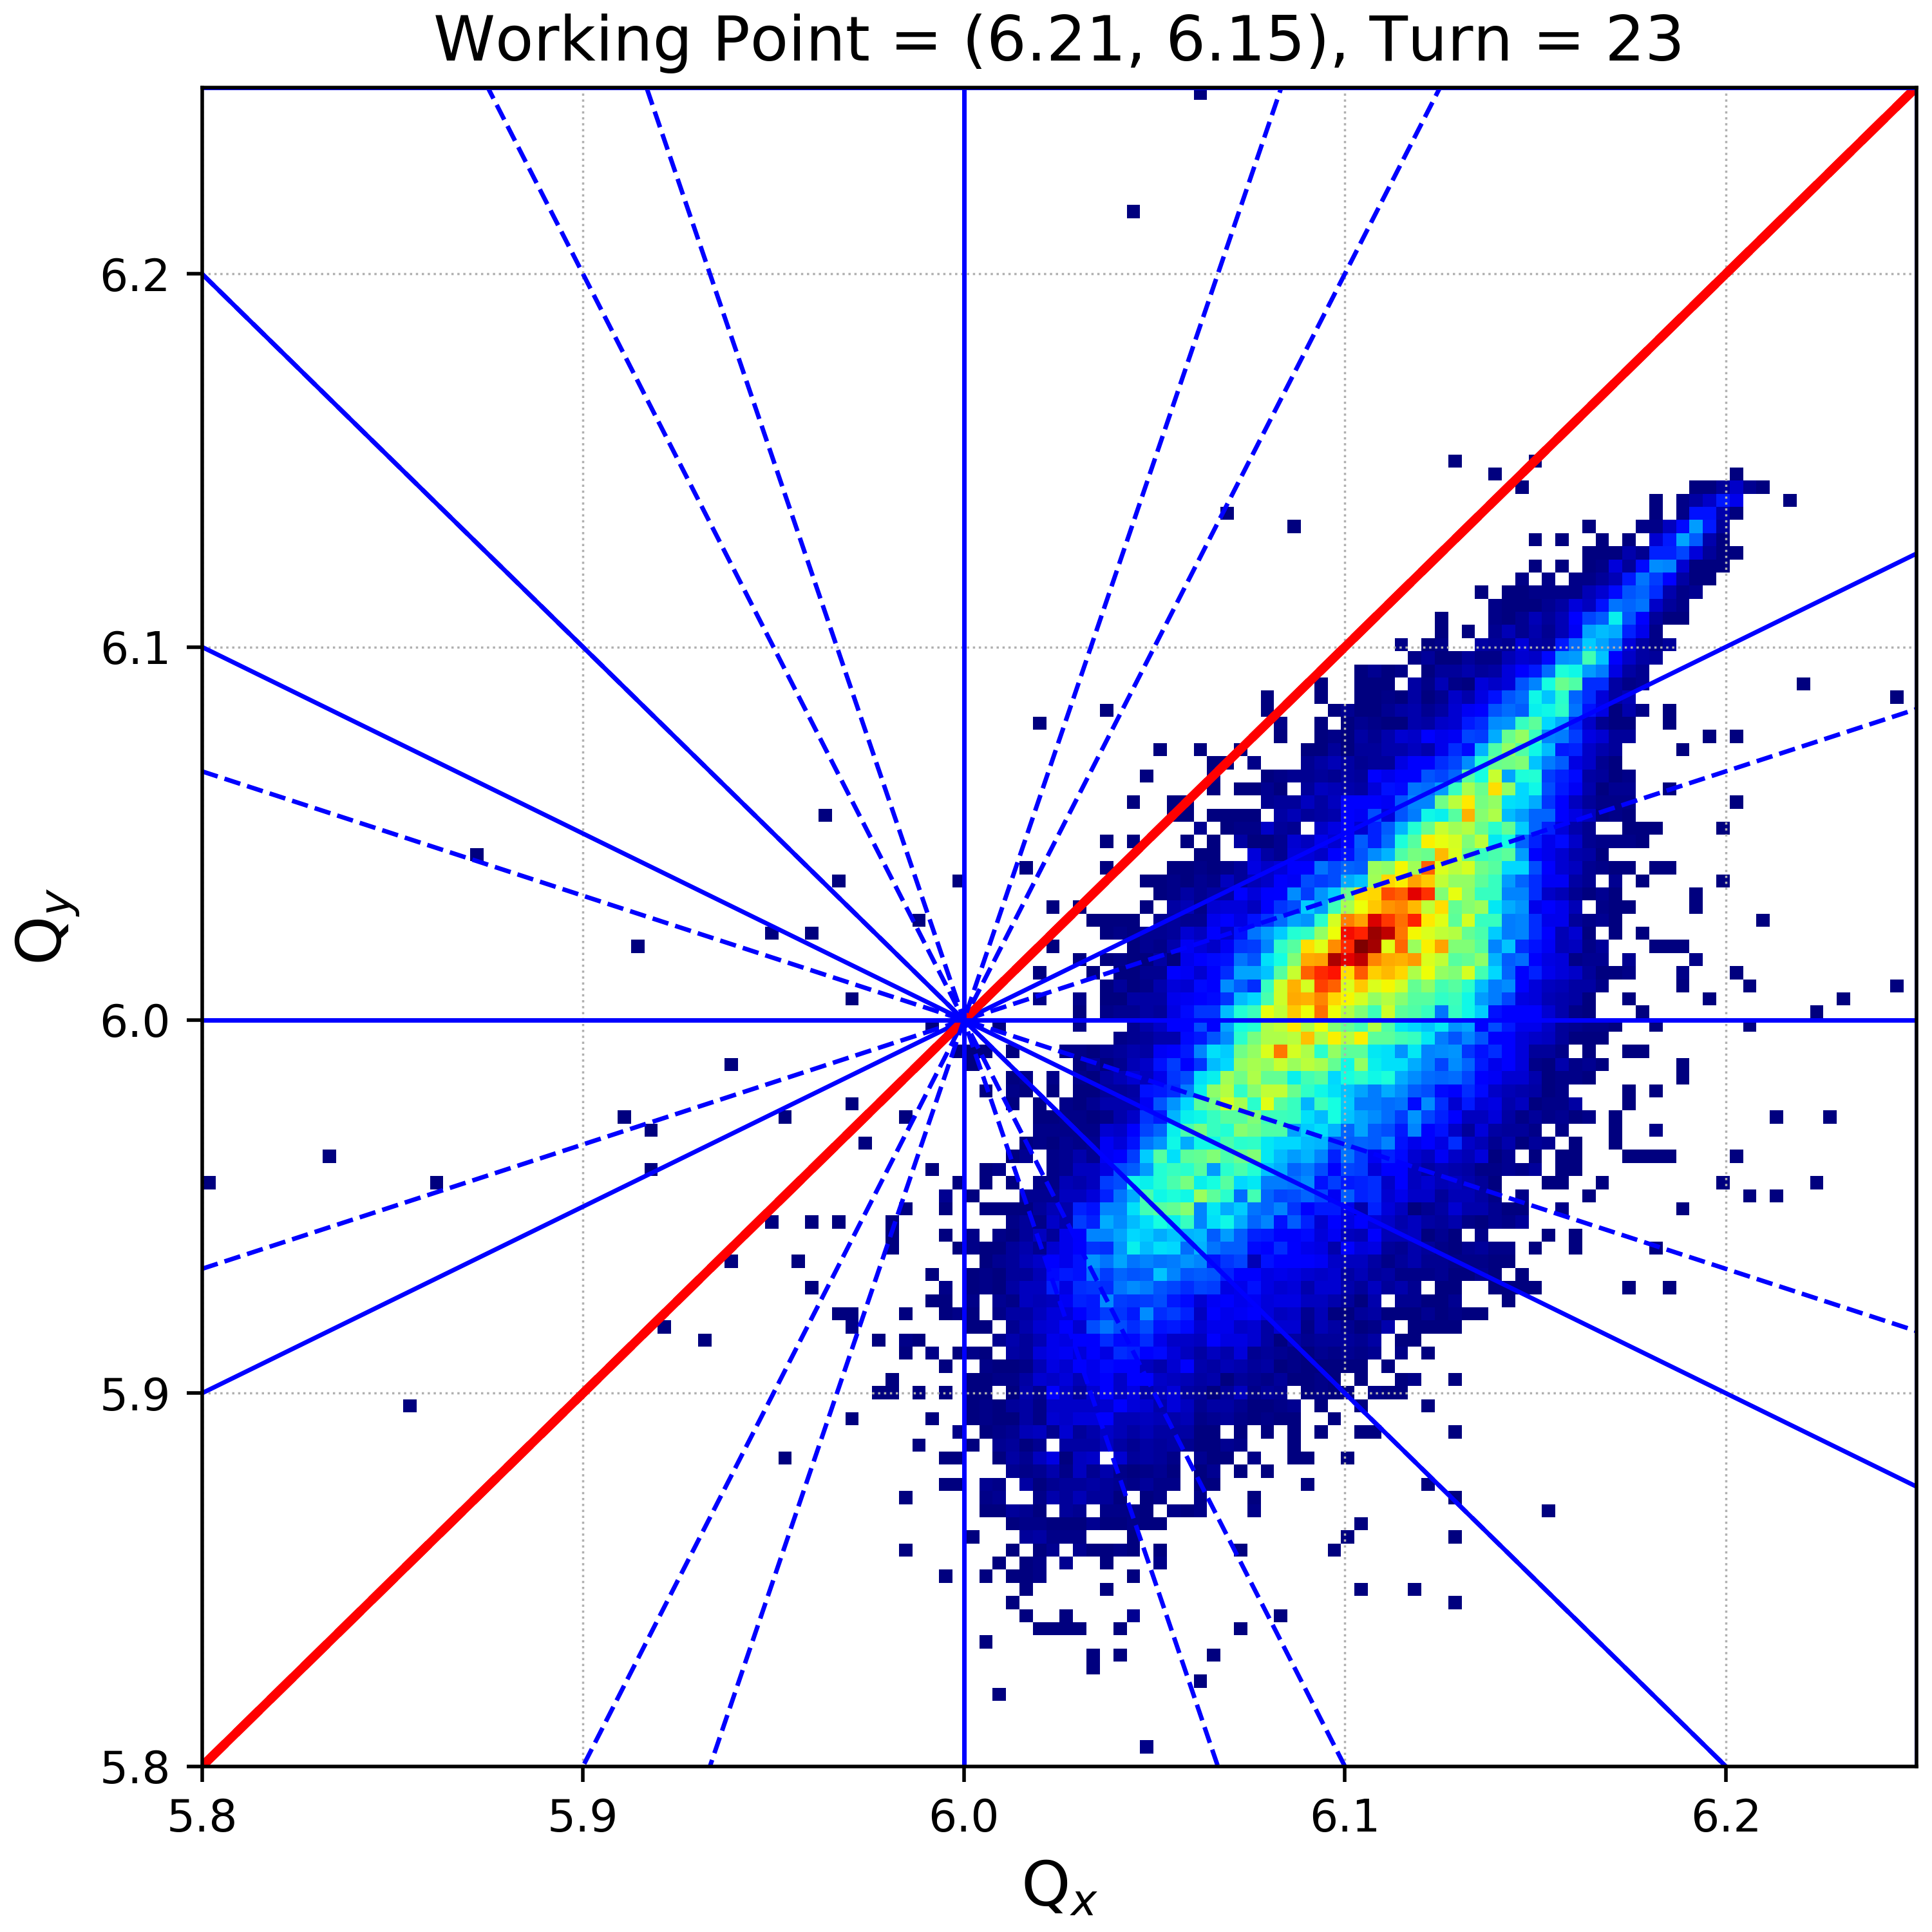 Working Point = (6.21, 6.15), Turn = 23
6.2
6.1
6.0
5.9
5.8
Qy
5.8 5.9 6.0 6.1 6.2
Qx